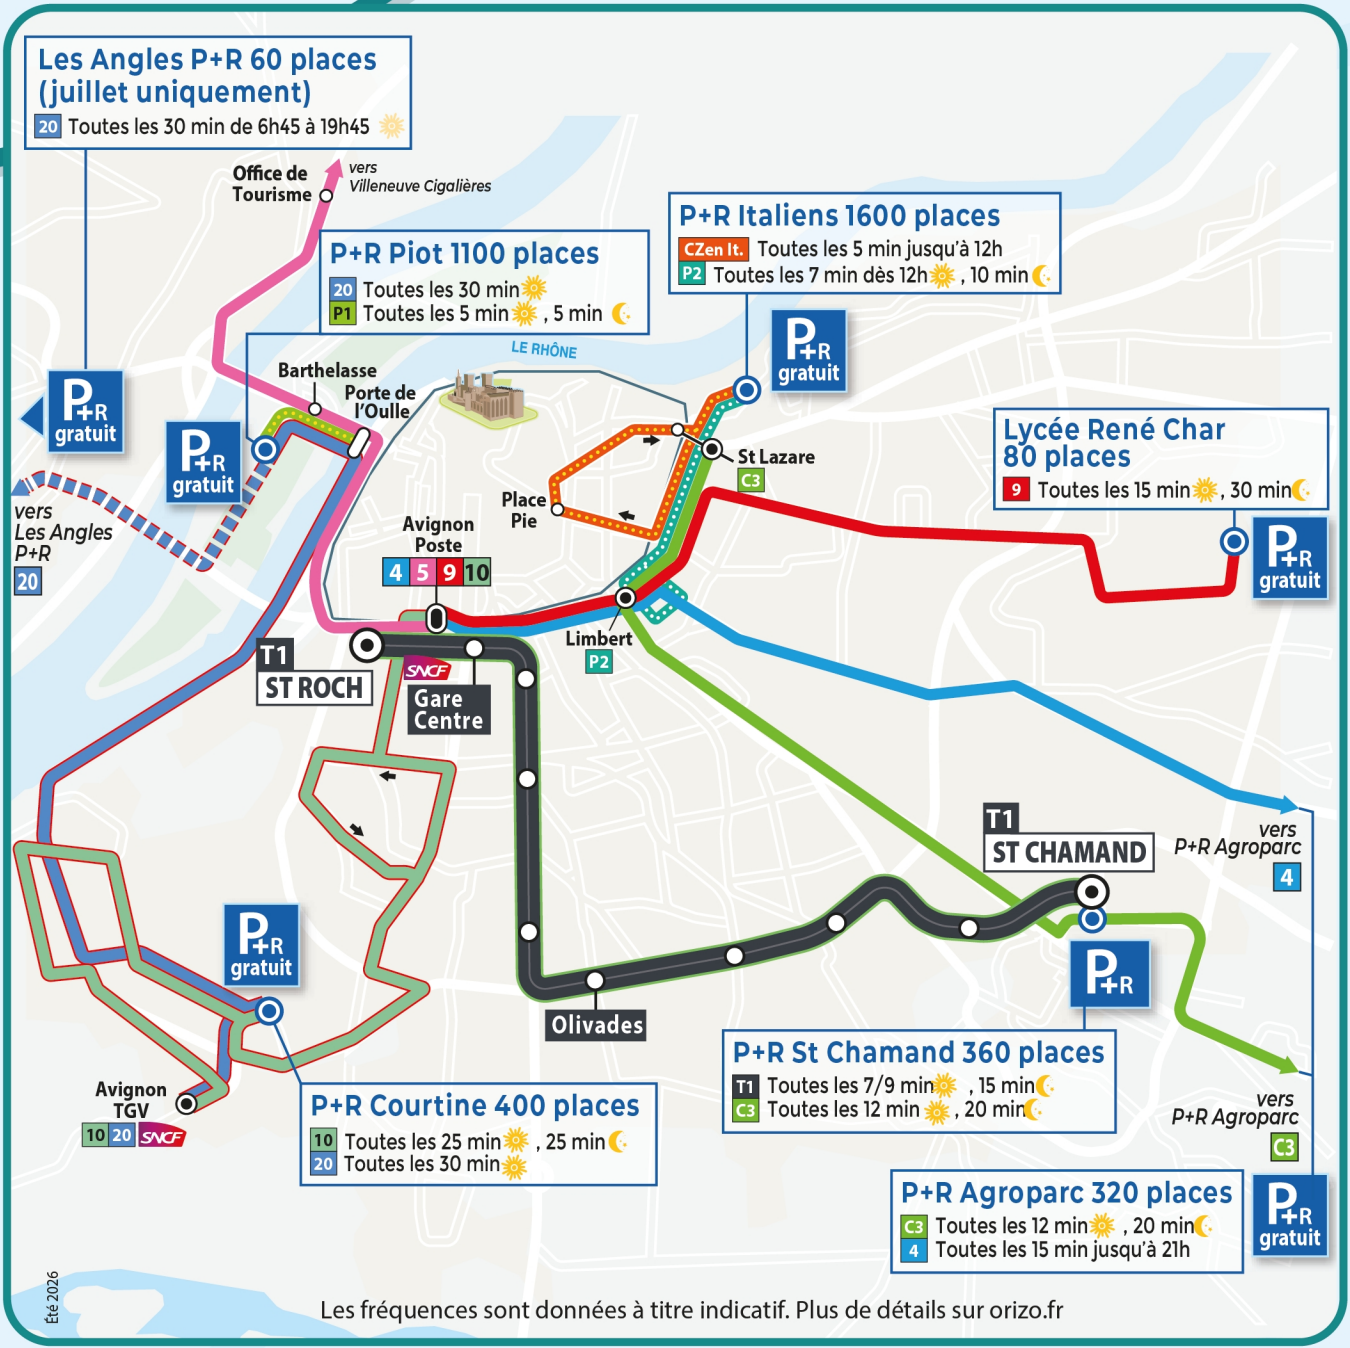 Les Angles P+R 60 places
(juillet uniquement)
20 Toutes les 30 min de 6h45 à 19h45
Office de
Tourisme
vers
Villeneuve Cigalières
P+R Piot 1100 places
20 Toutes les 30 min
P1 Toutes les 5 min , 5 min
P+R Italiens 1600 places
CZen It. Toutes les 5 min jusqu'à 12h
P2 Toutes les 7 min dès 12h , 10 min
P+R
gratuit
LE RHÔNE
Barthelasse
Porte de
l'Oulle
P+R
gratuit
P+R
gratuit
Lycée René Char
80 places
9 Toutes les 15 min , 30 min
P+R
gratuit
St Lazare
C3
Place
Pie
vers
Les Angles
P+R
20
Avignon
Poste
4 5 9 10
Limbert
P2
T1
ST ROCH
SNCF
Gare
Centre
T1
ST CHAMAND
vers
P+R Agroparc
4
P+R
gratuit
P+R
Olivades
P+R St Chamand 360 places
T1 Toutes les 7/9 min , 15 min
C3 Toutes les 12 min , 20 min
Avignon
TGV
10 20 SNCF
P+R Courtine 400 places
10 Toutes les 25 min , 25 min
20 Toutes les 30 min
vers
P+R Agroparc
C3
P+R Agroparc 320 places
C3 Toutes les 12 min , 20 min
4 Toutes les 15 min jusqu'à 21h
P+R
gratuit
Été 2026
Les fréquences sont données à titre indicatif. Plus de détails sur orizo.fr